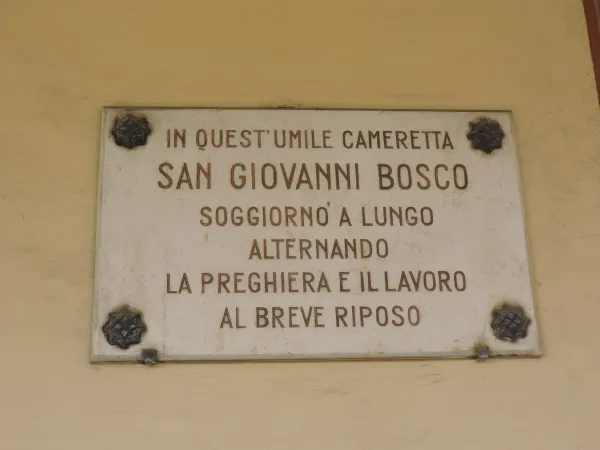 IN QUEST'UMILE CAMERETTA
SAN GIOVANNI BOSCO
SOGGIORNO' A LUNGO
ALTERNANDO
LA PREGHIERA E IL LAVORO
AL BREVE RIPOSO